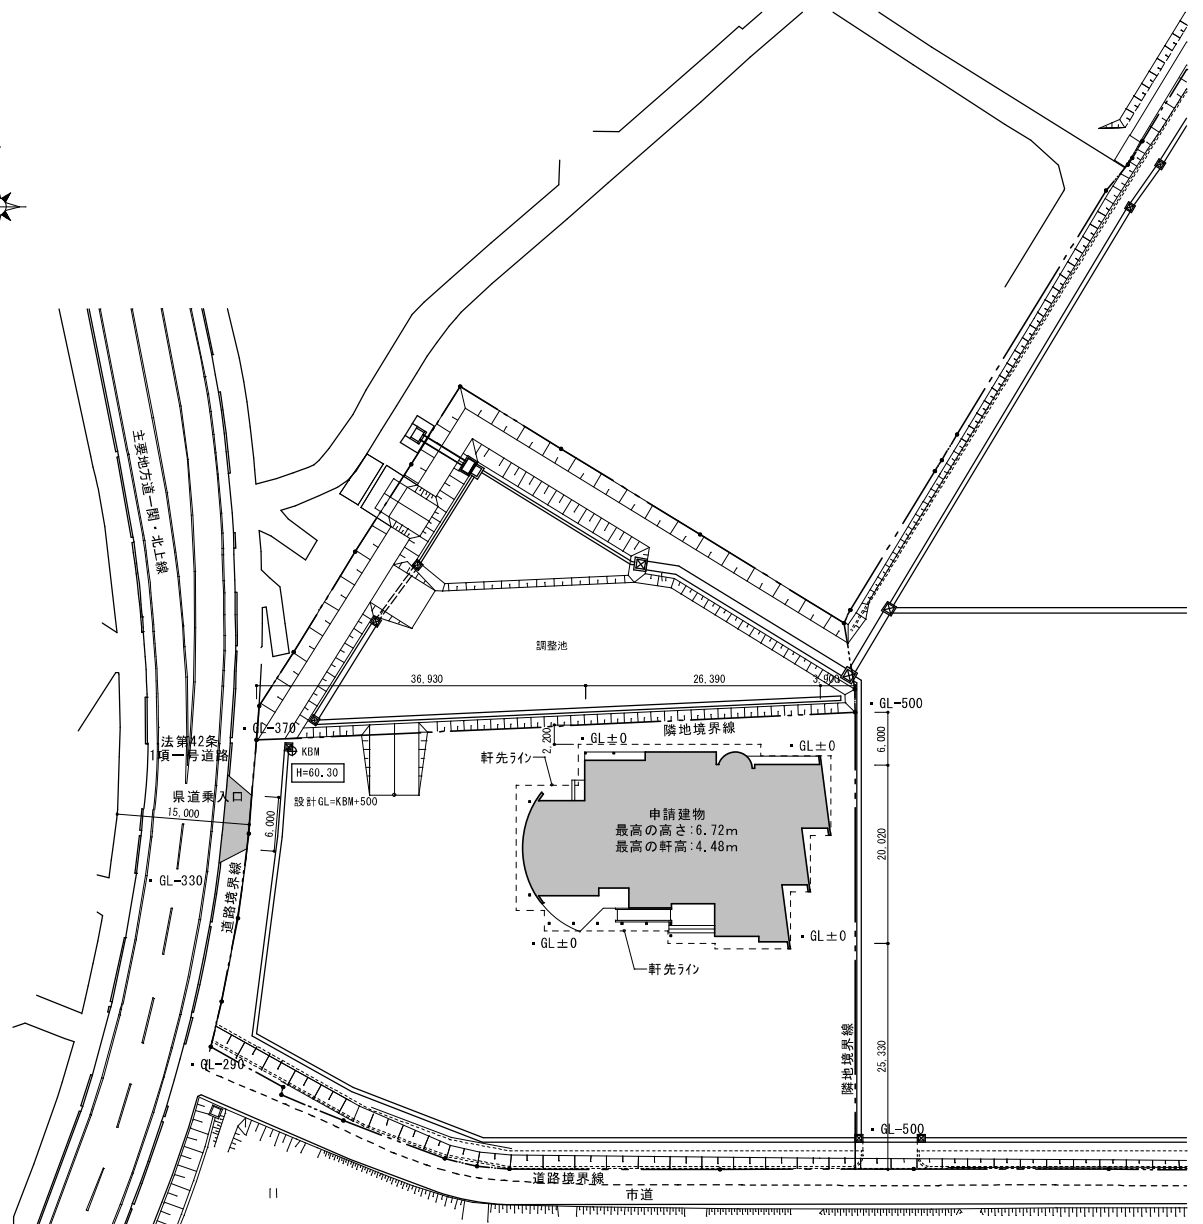 主要地方道一関・北上線
調整池
36.930
26.390
3.900
GL-500
GL-370
隣地境界線
法第42条
1項一号道路
KBM
2.200
GL±0
GL±0
6.000
軒先ライン
H=60.30
県道乗入口
設計GL=KBM+500
15.000
6.000
申請建物
最高の高さ:6.72m
最高の軒高:4.48m
20.020
GL-330
道路境界線
GL±0
GL±0
軒先ライン
隣地境界線
25.330
GL-290
GL-500
道路境界線
市道